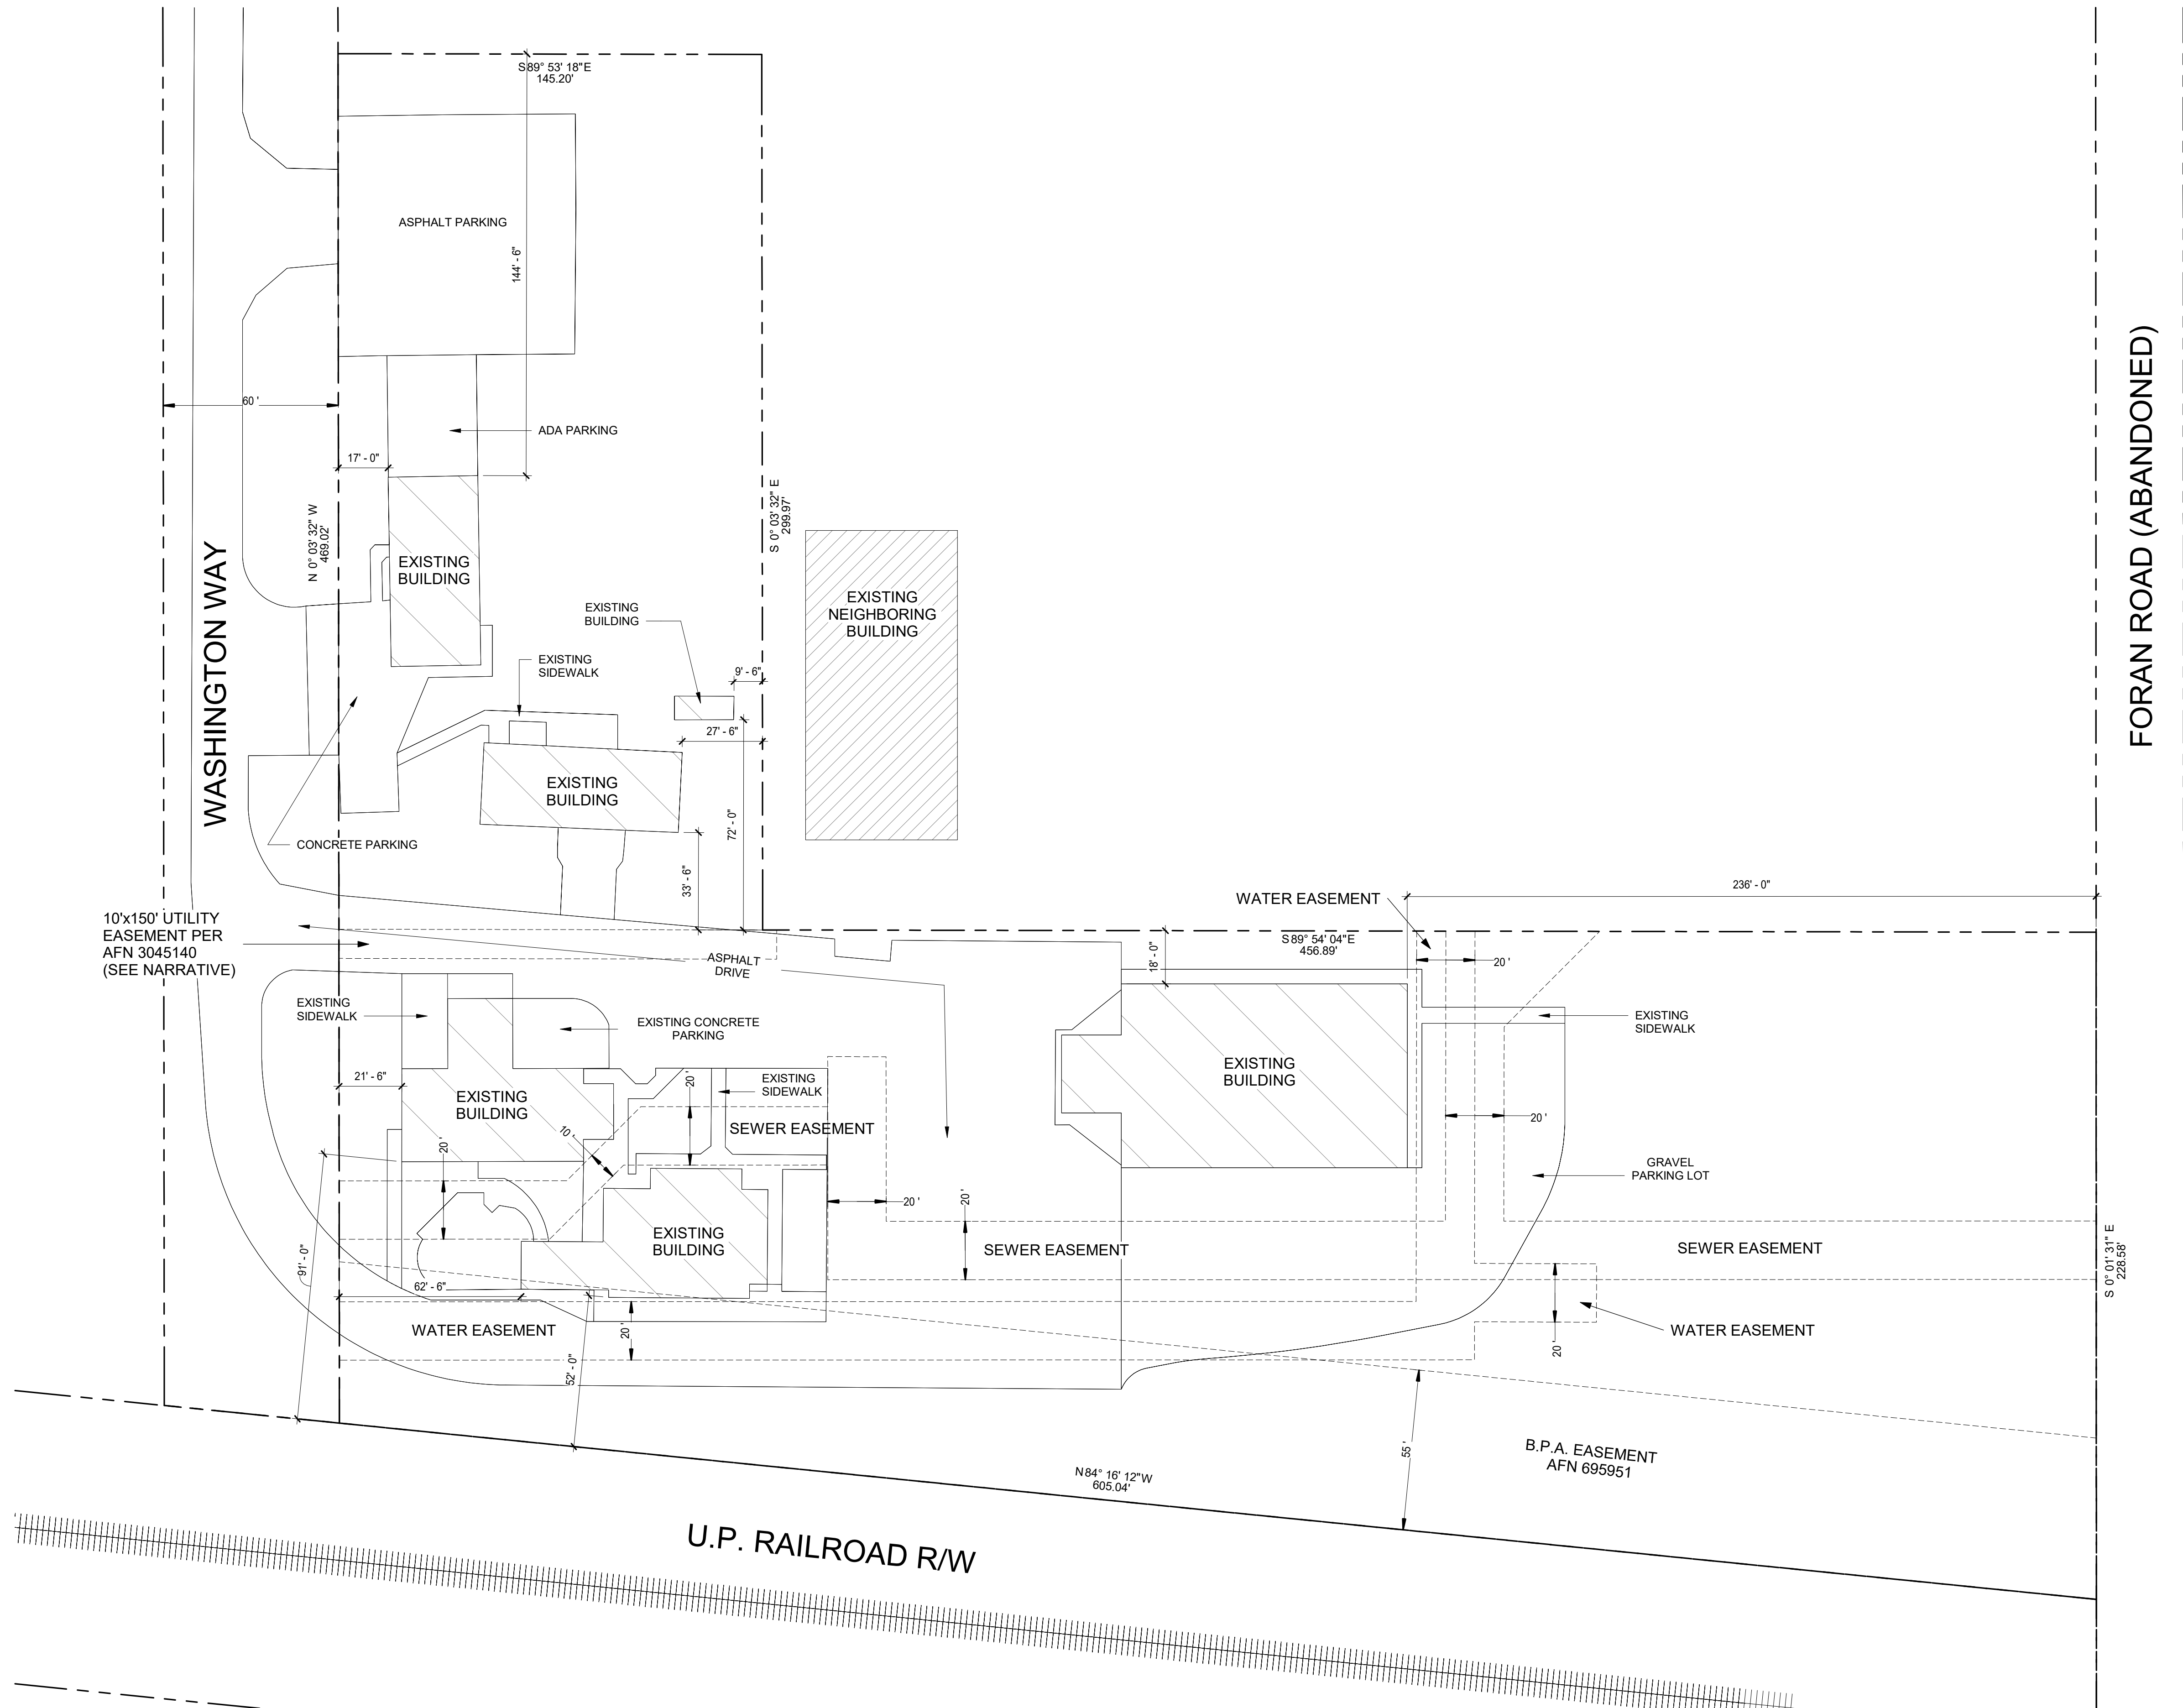 S 89° 53' 18" E
145.20'
ASPHALT PARKING
144' - 6"
60 '
ADA PARKING
17' - 0"
N 0° 03' 32" W
469.02'
S 0° 03' 32" E
299.97'
WASHINGTON WAY
FORAN ROAD (ABANDONED)
EXISTING
BUILDING
EXISTING
BUILDING
EXISTING
NEIGHBORING
BUILDING
EXISTING
SIDEWALK
9' - 6"
27' - 6"
EXISTING
BUILDING
72' - 0"
33' - 6"
CONCRETE PARKING
236' - 0"
WATER EASEMENT
10'x150' UTILITY
EASEMENT PER
AFN 3045140
(SEE NARRATIVE)
ASPHALT
DRIVE
18' - 0"
S 89° 54' 04" E
456.89'
20 '
EXISTING
SIDEWALK
EXISTING CONCRETE
PARKING
EXISTING
SIDEWALK
21' - 6"
EXISTING
BUILDING
20 '
EXISTING
SIDEWALK
EXISTING
BUILDING
20 '
10 '
20 '
SEWER EASEMENT
GRAVEL
PARKING LOT
20 '
20 '
EXISTING
BUILDING
SEWER EASEMENT
SEWER EASEMENT
S 0° 01' 31" E
228.58'
91' - 0"
62' - 6"
WATER EASEMENT
20 '
52' - 0"
20 '
WATER EASEMENT
55 '
B.P.A. EASEMENT
AFN 695951
N 84° 16' 12" W
605.04'
U.P. RAILROAD R/W